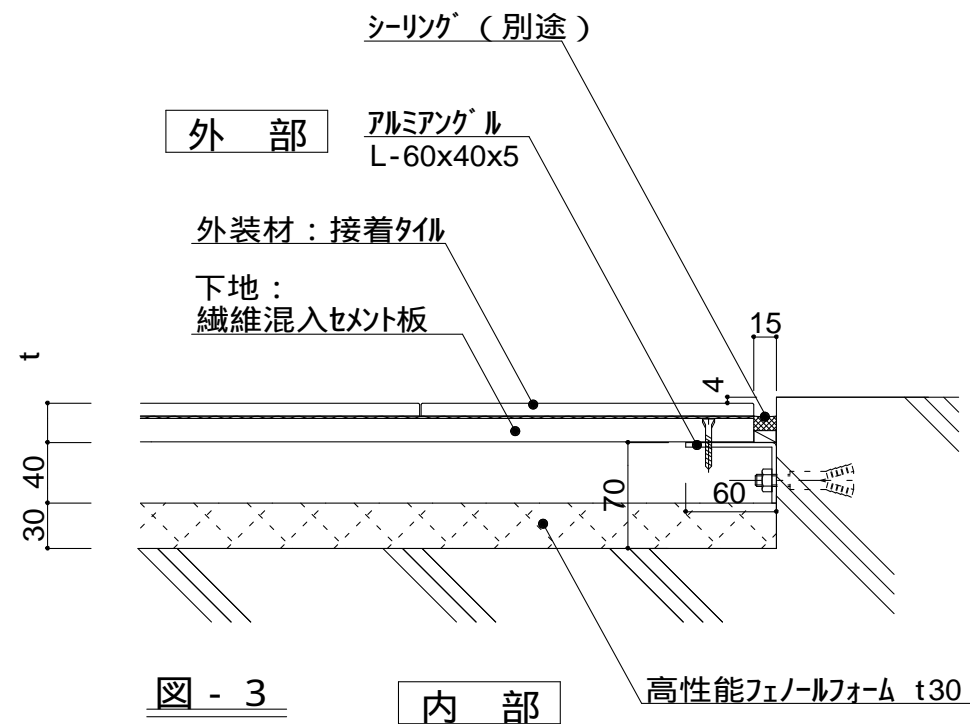 シーリング（別途）
外　部
アルミアングル
L-60x40x5
外装材：接着タイル
下地：
繊維混入セメント板
15
t
4
40
70
60
30
図 - 3
内　部
高性能フェノールフォーム t30